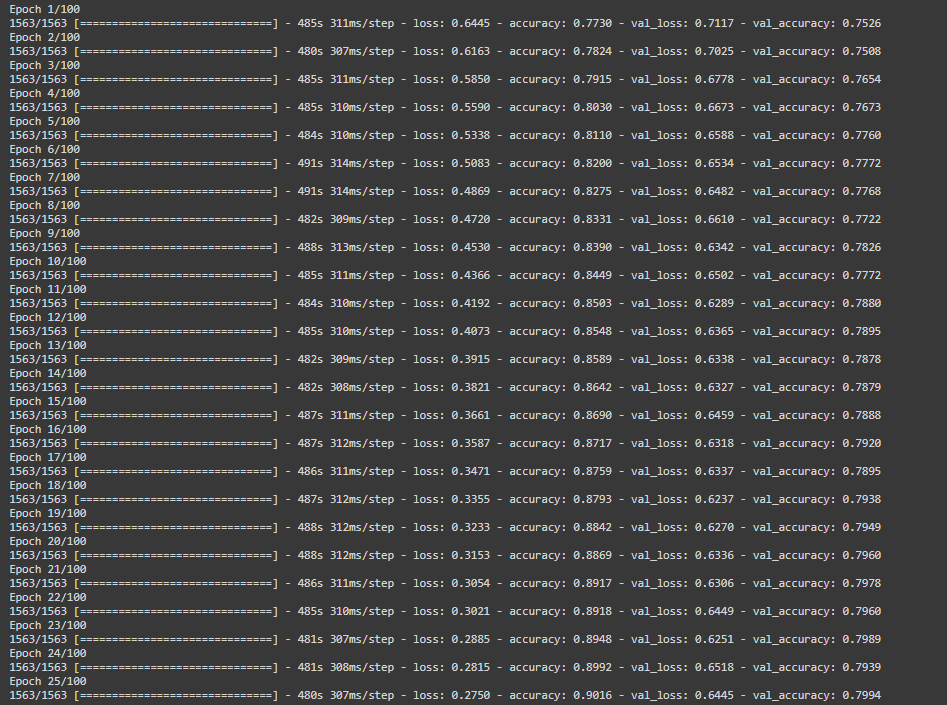 Epoch 1/100
1563/1563 [==============================] - 485s 311ms/step - loss: 0.6445 - accuracy: 0.7730 - val_loss: 0.7117 - val_accuracy: 0.7526
Epoch 2/100
1563/1563 [==============================] - 480s 307ms/step - loss: 0.6163 - accuracy: 0.7824 - val_loss: 0.7025 - val_accuracy: 0.7508
Epoch 3/100
1563/1563 [==============================] - 485s 311ms/step - loss: 0.5850 - accuracy: 0.7915 - val_loss: 0.6778 - val_accuracy: 0.7654
Epoch 4/100
1563/1563 [==============================] - 485s 310ms/step - loss: 0.5590 - accuracy: 0.8030 - val_loss: 0.6673 - val_accuracy: 0.7673
Epoch 5/100
1563/1563 [==============================] - 484s 310ms/step - loss: 0.5338 - accuracy: 0.8110 - val_loss: 0.6588 - val_accuracy: 0.7760
Epoch 6/100
1563/1563 [==============================] - 491s 314ms/step - loss: 0.5083 - accuracy: 0.8200 - val_loss: 0.6534 - val_accuracy: 0.7772
Epoch 7/100
1563/1563 [==============================] - 491s 314ms/step - loss: 0.4869 - accuracy: 0.8275 - val_loss: 0.6482 - val_accuracy: 0.7768
Epoch 8/100
1563/1563 [==============================] - 482s 309ms/step - loss: 0.4720 - accuracy: 0.8331 - val_loss: 0.6610 - val_accuracy: 0.7722
Epoch 9/100
1563/1563 [==============================] - 488s 313ms/step - loss: 0.4530 - accuracy: 0.8390 - val_loss: 0.6342 - val_accuracy: 0.7826
Epoch 10/100
1563/1563 [==============================] - 485s 311ms/step - loss: 0.4366 - accuracy: 0.8449 - val_loss: 0.6502 - val_accuracy: 0.7772
Epoch 11/100
1563/1563 [==============================] - 484s 310ms/step - loss: 0.4192 - accuracy: 0.8503 - val_loss: 0.6289 - val_accuracy: 0.7880
Epoch 12/100
1563/1563 [==============================] - 485s 310ms/step - loss: 0.4073 - accuracy: 0.8548 - val_loss: 0.6365 - val_accuracy: 0.7895
Epoch 13/100
1563/1563 [==============================] - 482s 309ms/step - loss: 0.3915 - accuracy: 0.8589 - val_loss: 0.6338 - val_accuracy: 0.7878
Epoch 14/100
1563/1563 [==============================] - 482s 308ms/step - loss: 0.3821 - accuracy: 0.8642 - val_loss: 0.6327 - val_accuracy: 0.7879
Epoch 15/100
1563/1563 [==============================] - 487s 311ms/step - loss: 0.3661 - accuracy: 0.8690 - val_loss: 0.6459 - val_accuracy: 0.7888
Epoch 16/100
1563/1563 [==============================] - 487s 312ms/step - loss: 0.3587 - accuracy: 0.8717 - val_loss: 0.6318 - val_accuracy: 0.7920
Epoch 17/100
1563/1563 [==============================] - 486s 311ms/step - loss: 0.3471 - accuracy: 0.8759 - val_loss: 0.6337 - val_accuracy: 0.7895
Epoch 18/100
1563/1563 [==============================] - 487s 312ms/step - loss: 0.3355 - accuracy: 0.8793 - val_loss: 0.6237 - val_accuracy: 0.7938
Epoch 19/100
1563/1563 [==============================] - 488s 312ms/step - loss: 0.3233 - accuracy: 0.8842 - val_loss: 0.6270 - val_accuracy: 0.7949
Epoch 20/100
1563/1563 [==============================] - 488s 312ms/step - loss: 0.3153 - accuracy: 0.8869 - val_loss: 0.6336 - val_accuracy: 0.7960
Epoch 21/100
1563/1563 [==============================] - 486s 311ms/step - loss: 0.3054 - accuracy: 0.8917 - val_loss: 0.6306 - val_accuracy: 0.7978
Epoch 22/100
1563/1563 [==============================] - 485s 310ms/step - loss: 0.3021 - accuracy: 0.8918 - val_loss: 0.6449 - val_accuracy: 0.7960
Epoch 23/100
1563/1563 [==============================] - 481s 307ms/step - loss: 0.2885 - accuracy: 0.8948 - val_loss: 0.6251 - val_accuracy: 0.7989
Epoch 24/100
1563/1563 [==============================] - 481s 308ms/step - loss: 0.2815 - accuracy: 0.8992 - val_loss: 0.6518 - val_accuracy: 0.7939
Epoch 25/100
1563/1563 [==============================] - 480s 307ms/step - loss: 0.2750 - accuracy: 0.9016 - val_loss: 0.6445 - val_accuracy: 0.7994